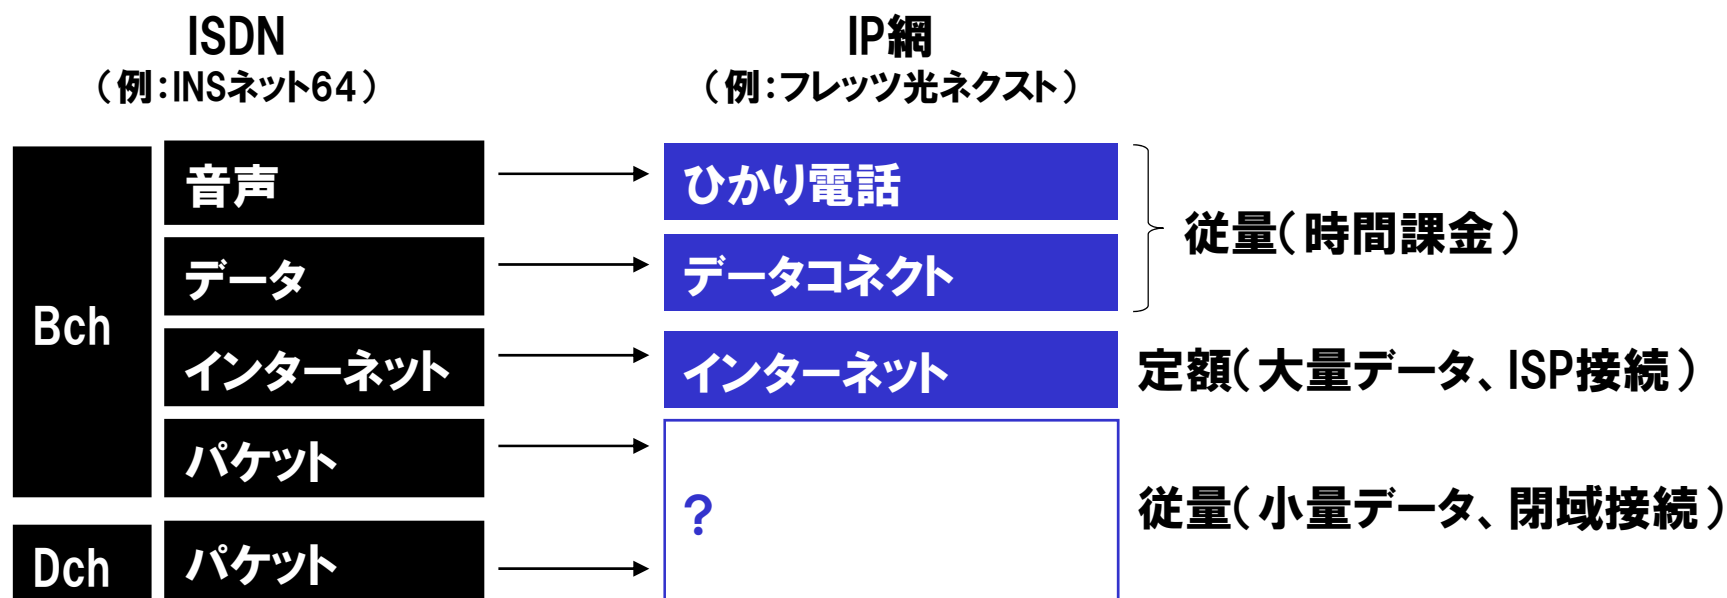 ISDN
（例：INSネット64）
IP網
（例：フレッツ光ネクスト）
Bch
音声
ひかり電話
データ
データコネクト
従量（時間課金）
インターネット
インターネット
定額（大量データ、ISP接続）
パケット
?
従量（小量データ、閉域接続）
Dch
パケット